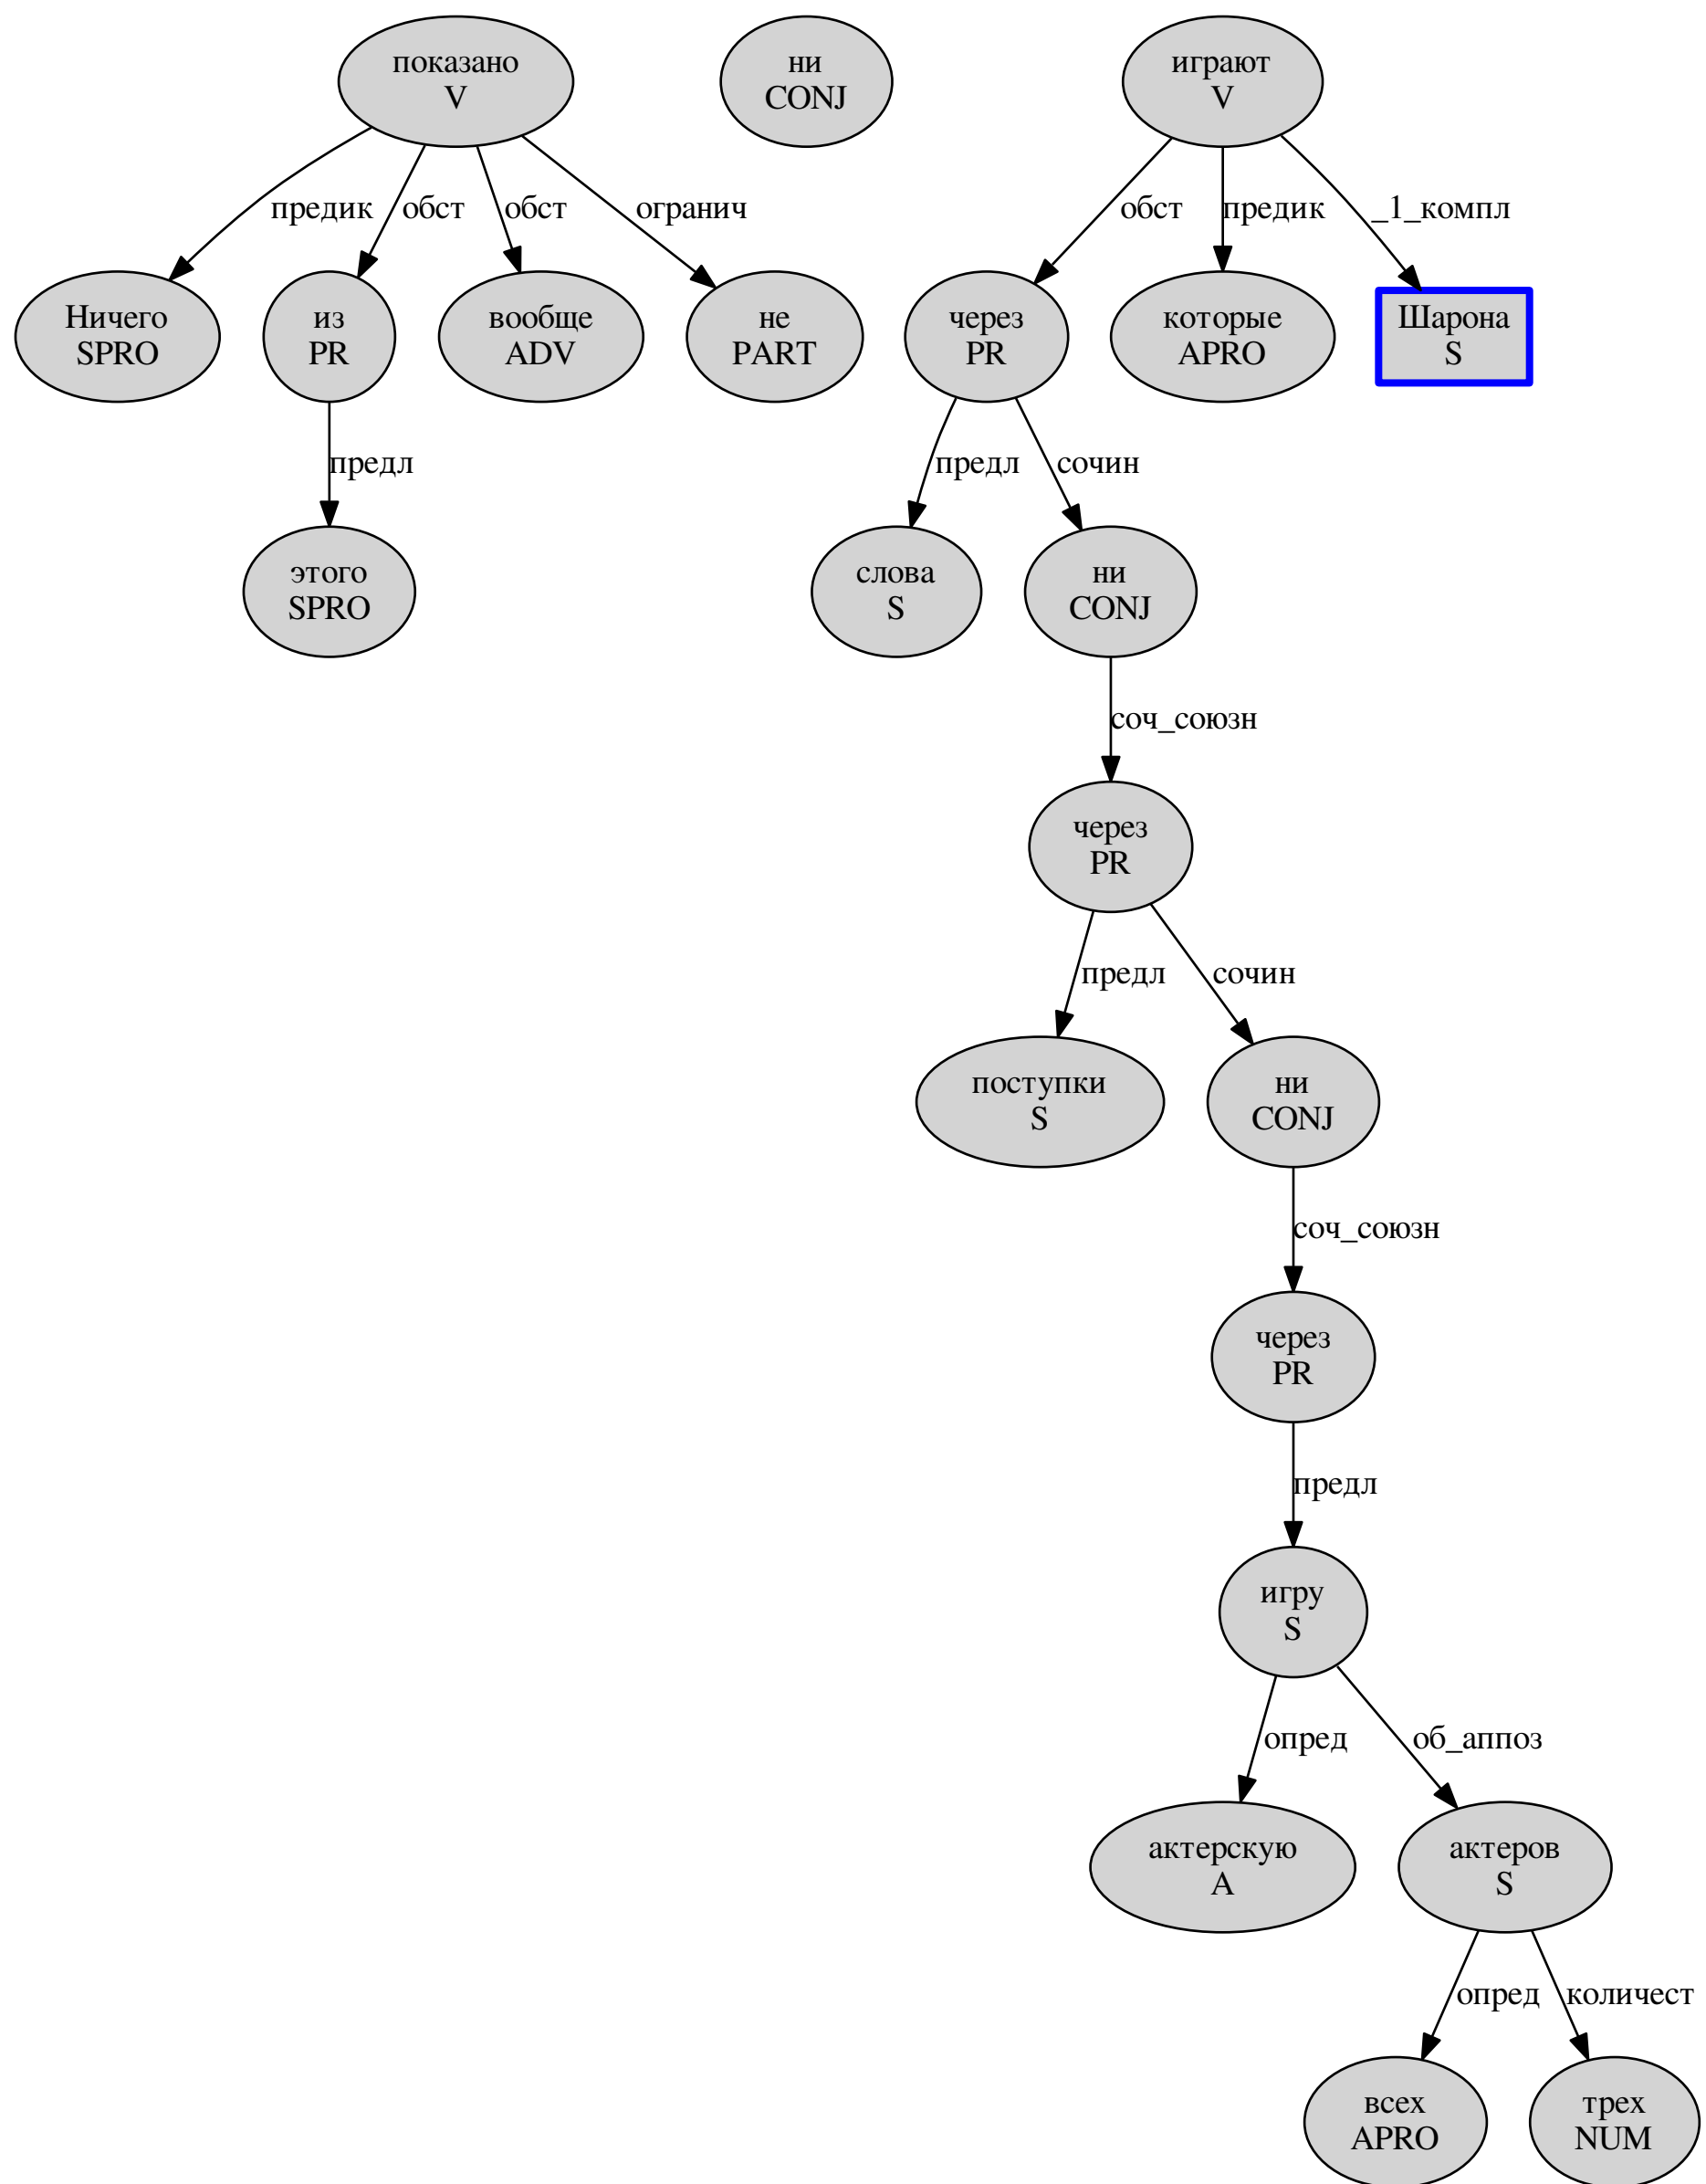 показано
V
ни
CONJ
играют
V
предик
обст
обст
огранич
обст
предик
_1_компл
Ничего
SPRO
из
PR
вообще
ADV
не
PART
через
PR
которые
APRO
Шарона
S
предл
предл
сочин
этого
SPRO
слова
S
ни
CONJ
соч_союзн
через
PR
предл
сочин
поступки
S
ни
CONJ
соч_союзн
через
PR
предл
игру
S
опред
об_аппоз
актерскую
A
актеров
S
опред
количест
всех
APRO
трех
NUM